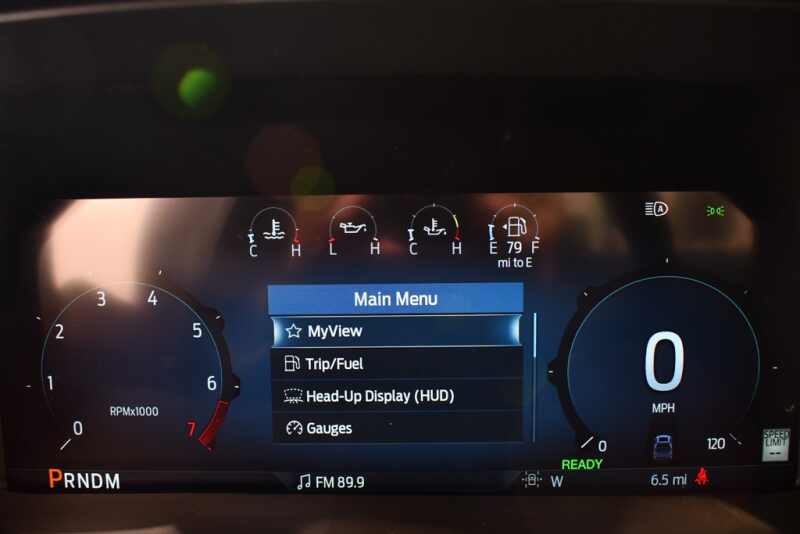 A
C H
L H
C H
E 79 F
mi to E
Main Menu
MyView
Trip/Fuel
Head-Up Display (HUD)
Gauges
0 1 2 3 4 5 6 7
RPMx1000
0
MPH
0 120
SPEED
LIMIT
--
READY
PRNDM
FM 89.9
W
6.5 mi